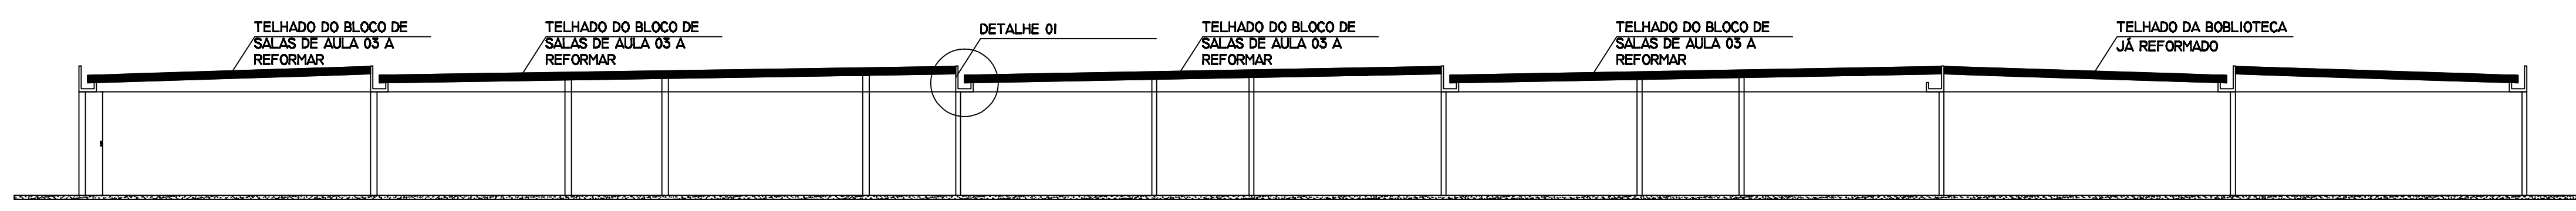 TELHADO DO BLOCO DE
SALAS DE AULA 03 A
REFORMAR
TELHADO DO BLOCO DE
SALAS DE AULA 03 A
REFORMAR
DETALHE 01
TELHADO DO BLOCO DE
SALAS DE AULA 03 A
REFORMAR
TELHADO DO BLOCO DE
SALAS DE AULA 03 A
REFORMAR
TELHADO DA BOBLIOTECA
JÁ REFORMADO